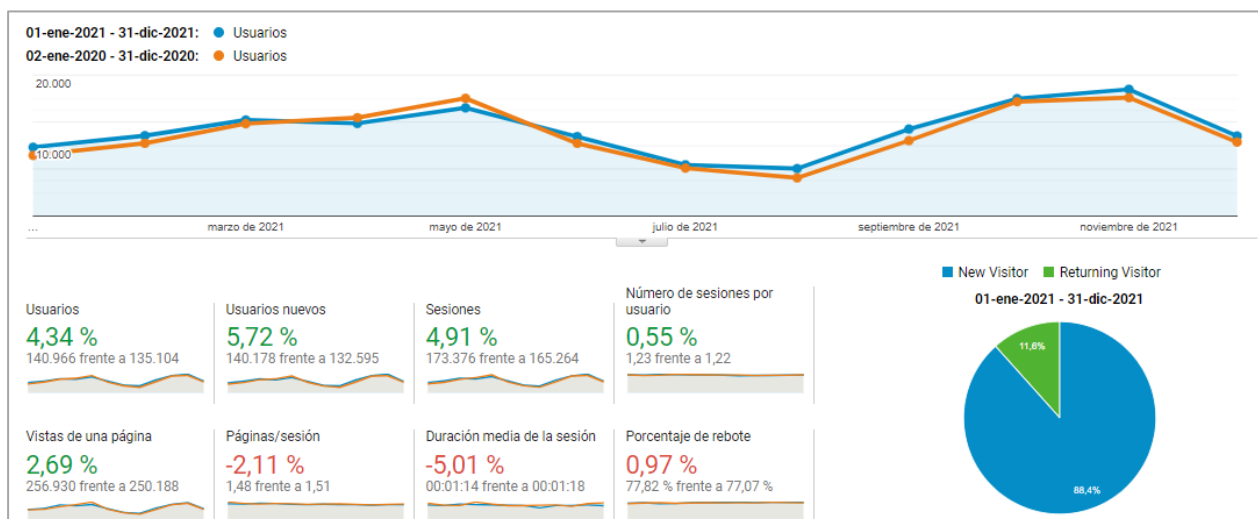 01-ene-2021 - 31-dic-2021: Usuarios
02-ene-2020 - 31-dic-2020: Usuarios
20.000
10.000
...
marzo de 2021
mayo de 2021
julio de 2021
septiembre de 2021
noviembre de 2021
New Visitor
Returning Visitor
01-ene-2021 - 31-dic-2021
11,6%
88,4%
Usuarios
4,34 %
140.966 frente a 135.104
Usuarios nuevos
5,72 %
140.178 frente a 132.595
Sesiones
4,91 %
173.376 frente a 165.264
Número de sesiones por
usuario
0,55 %
1,23 frente a 1,22
Vistas de una página
2,69 %
256.930 frente a 250.188
Páginas/sesión
-2,11 %
1,48 frente a 1,51
Duración media de la sesión
-5,01 %
00:01:14 frente a 00:01:18
Porcentaje de rebote
0,97 %
77,82 % frente a 77,07 %